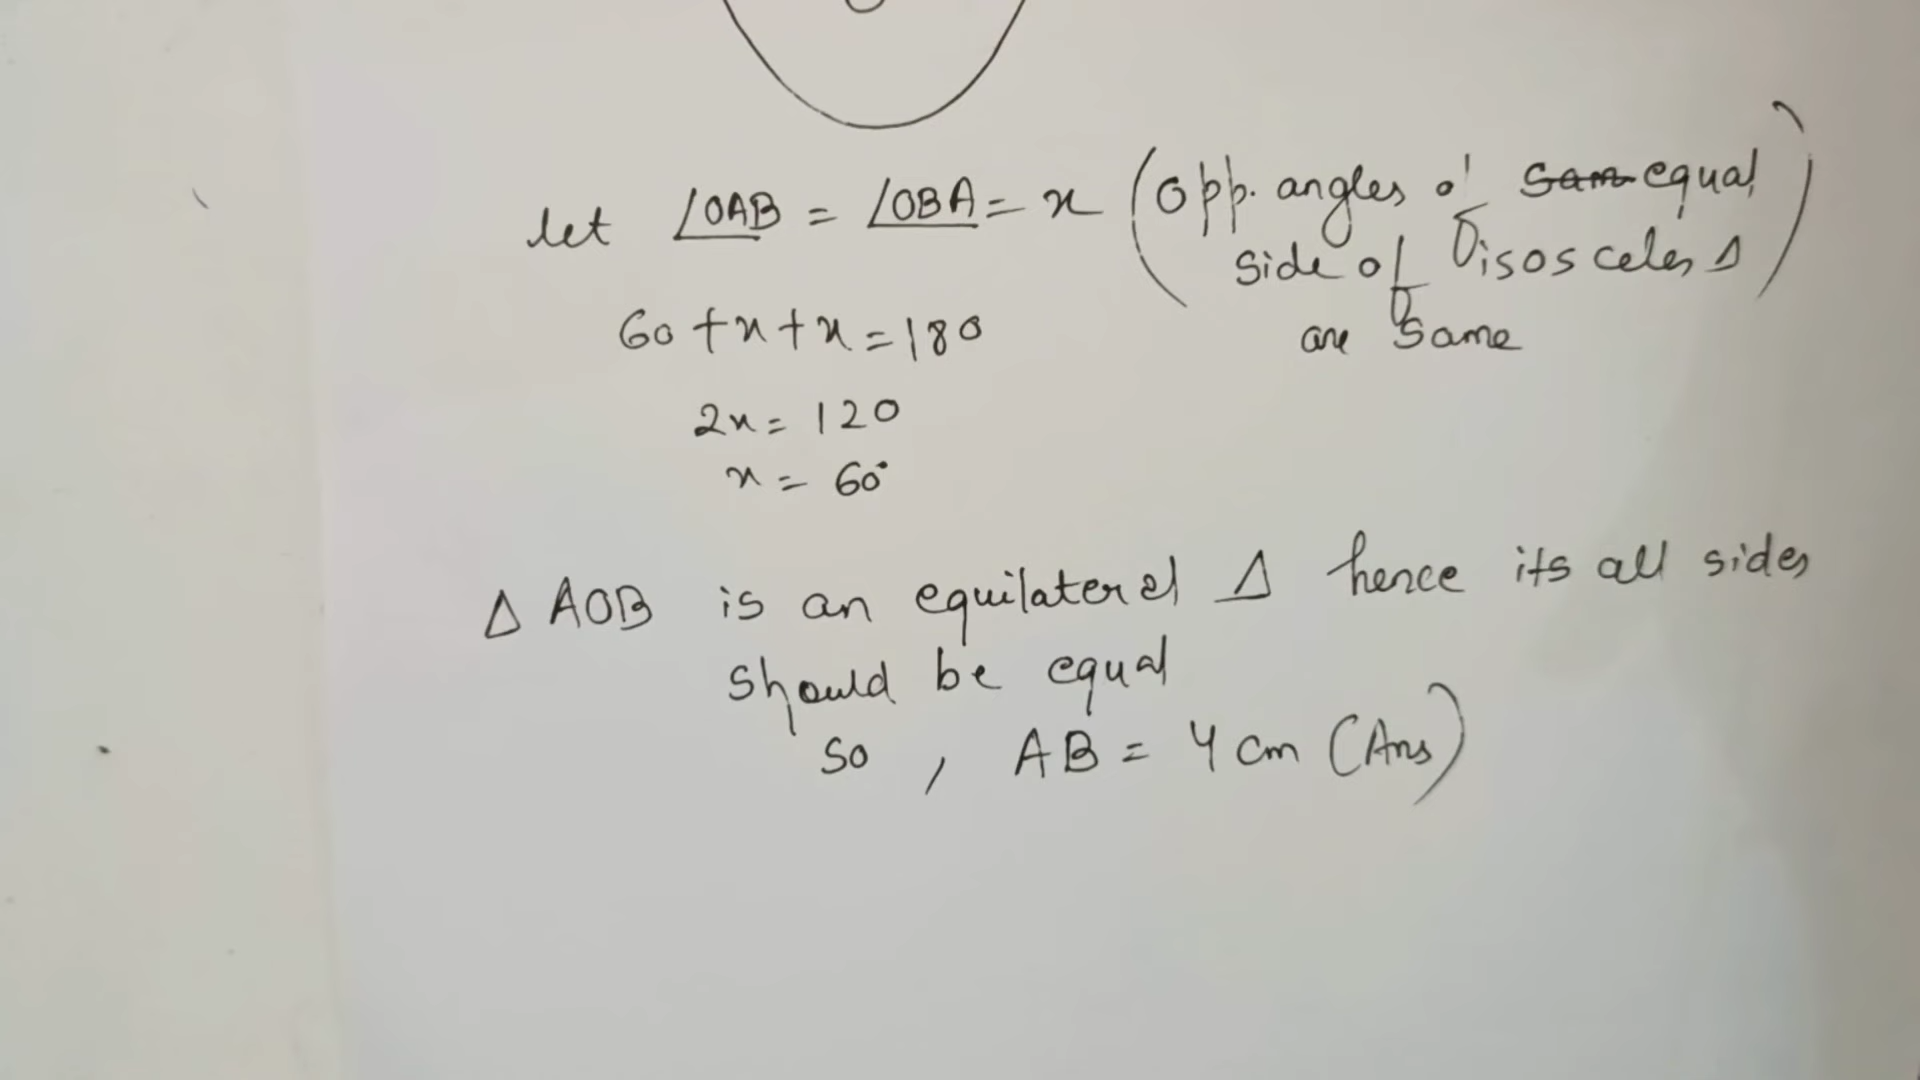 let ∠OAB = ∠OBA = x (opp. angles of sam equal
side of isosceles Δ
are same)
60 + x + x = 180
2x = 120
x = 60°
Δ AOB is an equilateral Δ hence its all sides
should be equal
so , AB = 4 cm (Ans)